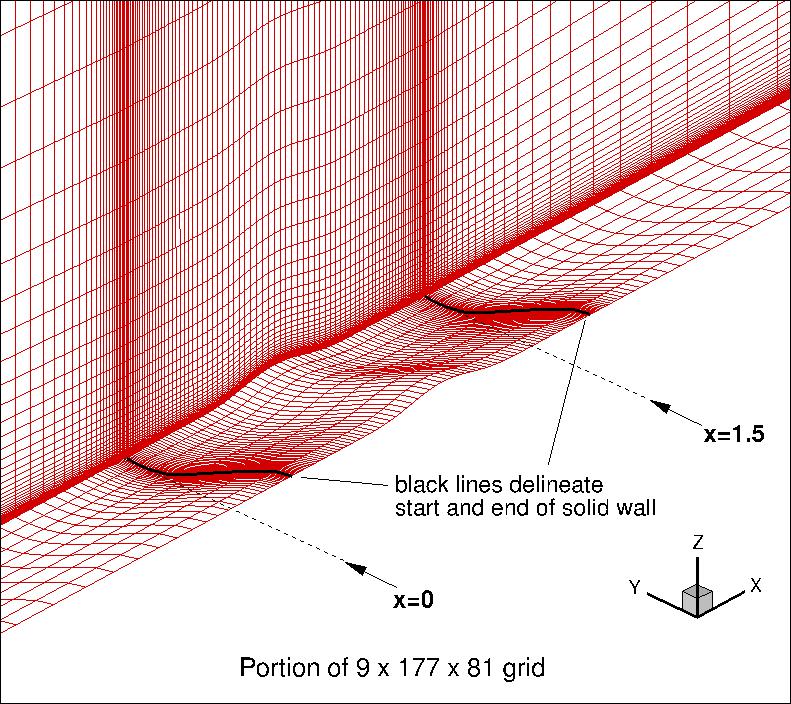 x=1.5
black lines delineate
start and end of solid wall
Z
Y
X
x=0
Portion of 9 x 177 x 81 grid